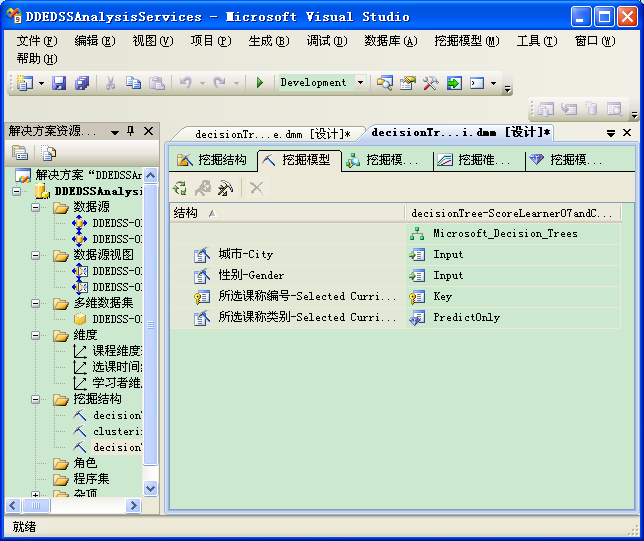 DDEDSSAnalysisServices - Microsoft Visual Studio
文件(F) 编辑(E) 视图(V) 项目(P) 生成(B) 调试(D) 数据库(A) 挖掘模型(M) 工具(T) 窗口(W)
帮助(H)
Development
解决方案资源...
decisionTr...e.dmm [设计]*
decisionTr...i.dmm [设计]*
挖掘结构 挖掘模型 挖掘模... 挖掘准... 挖掘模...
解决方案“DDEDSSA
DDEDSSAnalysi
数据源
DDEDSS-O
DDEDSS-O
数据源视图
DDEDSS-O
DDEDSS-O
多维数据集
DDEDSS-O
维度
课程维度
选课时间
学习者维
挖掘结构
decision
clusteri
decision
角色
程序集
杂项
结构 decisionTree-ScoreLearner07andC...
Microsoft_Decision_Trees
城市-City Input
性别-Gender Input
所选课称编号-Selected Curri... Key
所选课称类别-Selected Curri... PredictOnly
就绪